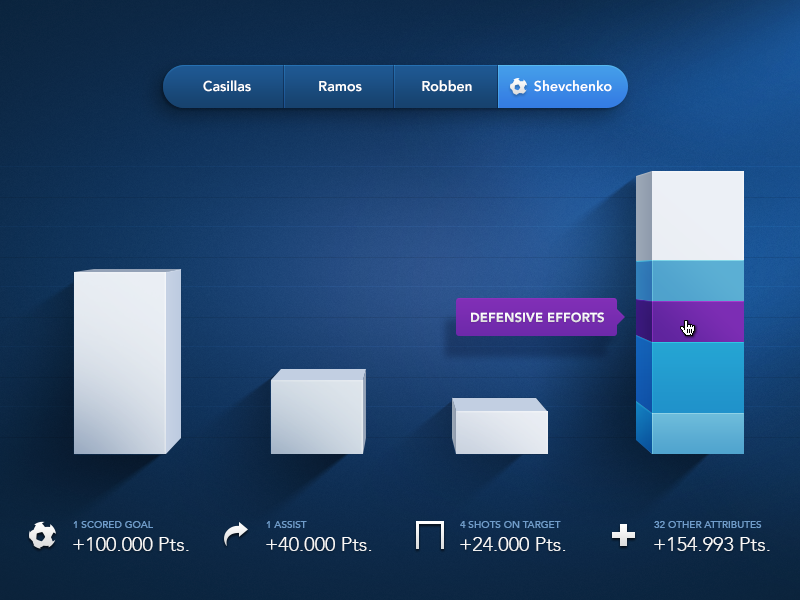 Casillas
Ramos
Robben
Shevchenko
DEFENSIVE EFFORTS
1 SCORED GOAL
+100.000 Pts.
1 ASSIST
+40.000 Pts.
4 SHOTS ON TARGET
+24.000 Pts.
32 OTHER ATTRIBUTES
+154.993 Pts.